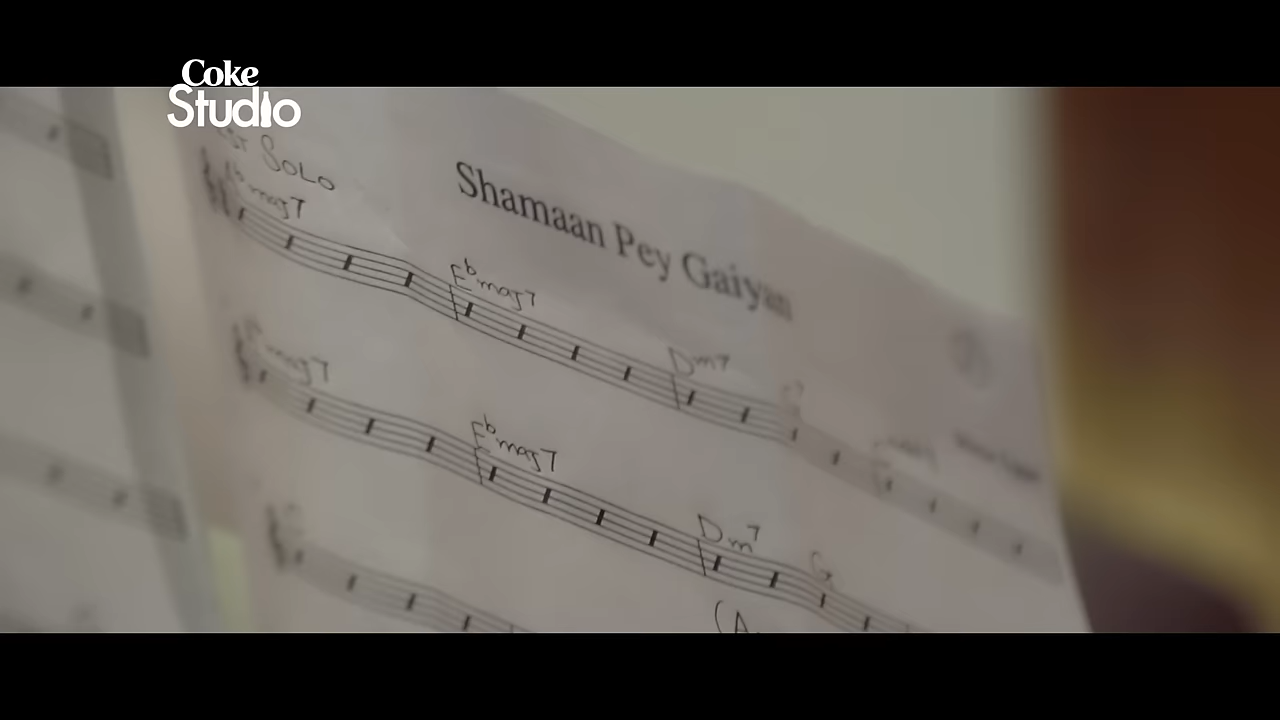 Coke
Studio
SOLO
Shamaan Pey Gaiyan
maj7
E♭maj7
Dm7
maj7
E♭maj7
Dm7
G
(A